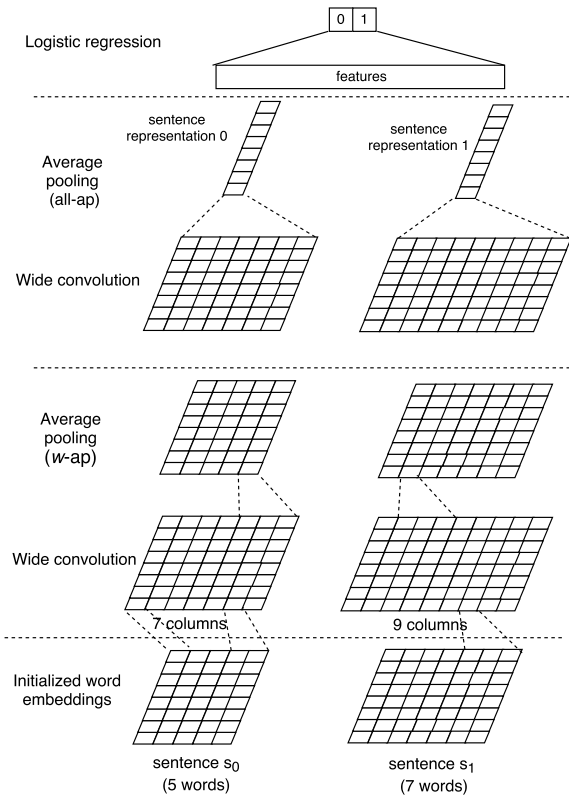 Logistic regression
0 1
features
sentence
representation 0
sentence
representation 1
Average
pooling
(all-ap)
Wide convolution
Average
pooling
(w-ap)
Wide convolution
7 columns
9 columns
Initialized word
embeddings
sentence s0
(5 words)
sentence s1
(7 words)